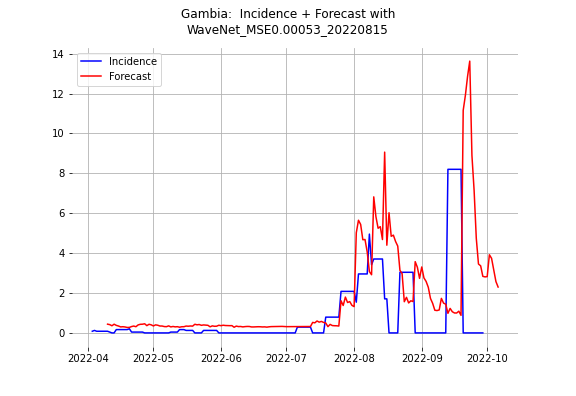 Gambia:  Incidence + Forecast with
WaveNet_MSE0.00053_20220815
Incidence
Forecast
14
12
10
8
6
4
2
0
2022-04 2022-05 2022-06 2022-07 2022-08 2022-09 2022-10